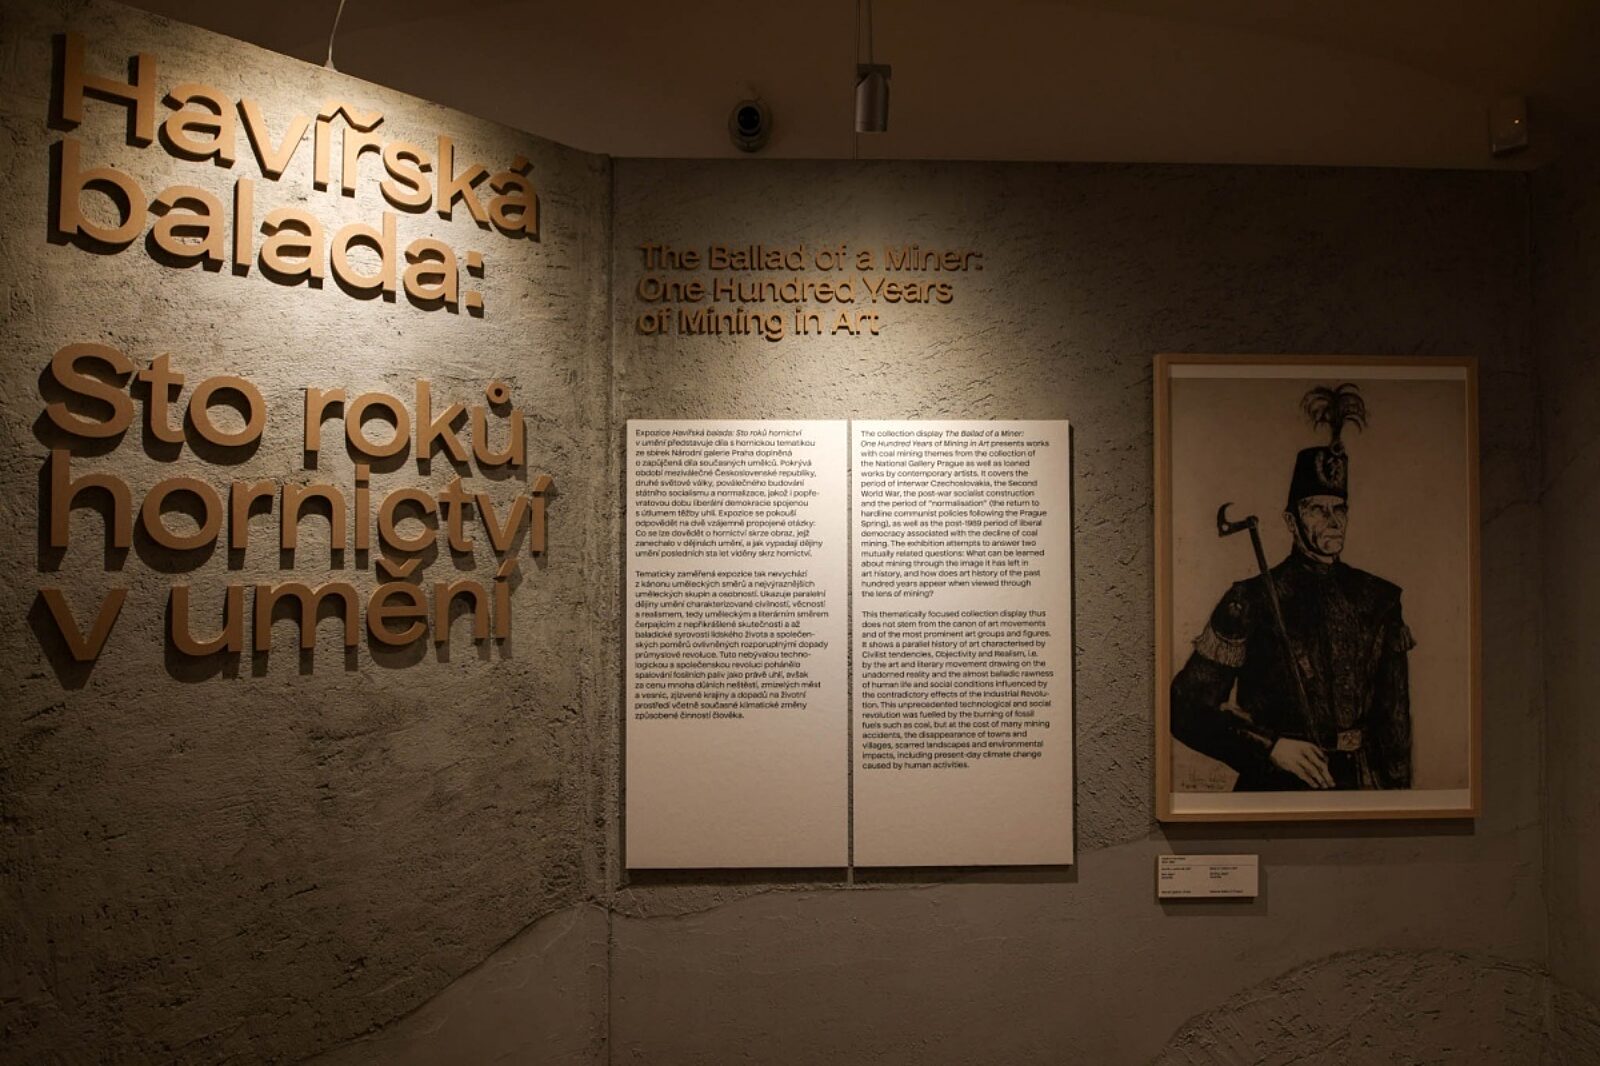 Havířská
balada:
Sto roků
hornictví
v umění
The Ballad of a Miner:
One Hundred Years
of Mining in Art
Expozice Havířská balada: Sto roků hornictví
v umění představuje díla s hornickou tematikou
ze sbírek Národní galerie Praha doplněná
o zapůjčená díla současných umělců. Pokrývá
období meziválečné Československé republiky,
druhé světové války, poválečného budování
státního socialismu a normalizace, jakož i popře-
vratovou dobu liberální demokracie spojenou
s útlumem těžby uhlí. Expozice se pokouší
odpovědět na dvě vzájemně propojené otázky:
Co se lze dovědět o hornictví skrze obraz, jejž
zanechalo v dějinách umění, a jak vypadají dějiny
umění posledních sta let viděny skrz hornictví.
Tematicky zaměřená expozice tak nevychází
z kánonu uměleckých směrů a nejvýraznějších
uměleckých skupin a osobností. Ukazuje paralelní
dějiny umění charakterizované civilností, věcností
a realismem, tedy uměleckým a literárním směrem
čerpajícím z nepřikrášlené skutečnosti a až
baladické syrovosti lidského života a společen-
ských poměrů ovlivněných rozporuplnými dopady
průmyslové revoluce. Tuto nebývalou techno-
logickou a společenskou revoluci pohánělo
spalování fosilních paliv jako právě uhlí, avšak
za cenu mnoha důlních neštěstí, zmizelých měst
a vesnic, zjizvené krajiny a dopadů na životní
prostředí včetně současné klimatické změny
způsobené činností člověka.
The collection display The Ballad of a Miner:
One Hundred Years of Mining in Art presents works
with coal mining themes from the collection of
the National Gallery Prague as well as loaned
works by contemporary artists. It covers the
period of interwar Czechoslovakia, the Second
World War, the post-war socialist construction
and the period of "normalisation" (the return to
hardline communist policies following the Prague
Spring), as well as the post-1989 period of liberal
democracy associated with the decline of coal
mining. The exhibition attempts to answer two
mutually related questions: What can be learned
about mining through the image it has left in
art history, and how does art history of the past
hundred years appear when viewed through
the lens of mining?
This thematically focused collection display thus
does not stem from the canon of art movements
and of the most prominent art groups and figures.
It shows a parallel history of art characterised by
Civilist tendencies, Objectivity and Realism, i.e.
by the art and literary movement drawing on the
unadorned reality and the almost balladic rawness
of human life and social conditions influenced by
the contradictory effects of the Industrial Revolu-
tion. This unprecedented technological and social
revolution was fuelled by the burning of fossil
fuels such as coal, but at the cost of many mining
accidents, the disappearance of towns and
villages, scarred landscapes and environmental
impacts, including present-day climate change
caused by human activities.